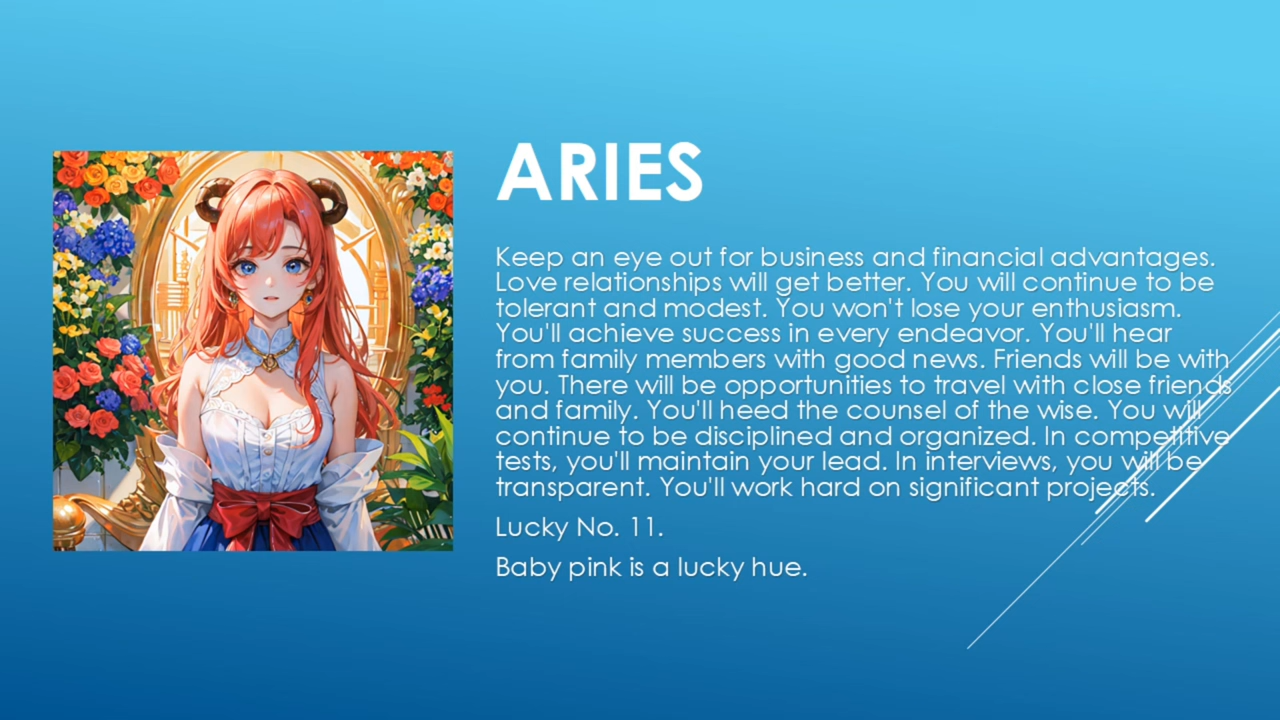 ARIES
Keep an eye out for business and financial advantages.
Love relationships will get better. You will continue to be
tolerant and modest. You won't lose your enthusiasm.
You'll achieve success in every endeavor. You'll hear
from family members with good news. Friends will be with
you. There will be opportunities to travel with close friends
and family. You'll heed the counsel of the wise. You will
continue to be disciplined and organized. In competitive
tests, you'll maintain your lead. In interviews, you will be
transparent. You'll work hard on significant projects.
Lucky No. 11.
Baby pink is a lucky hue.